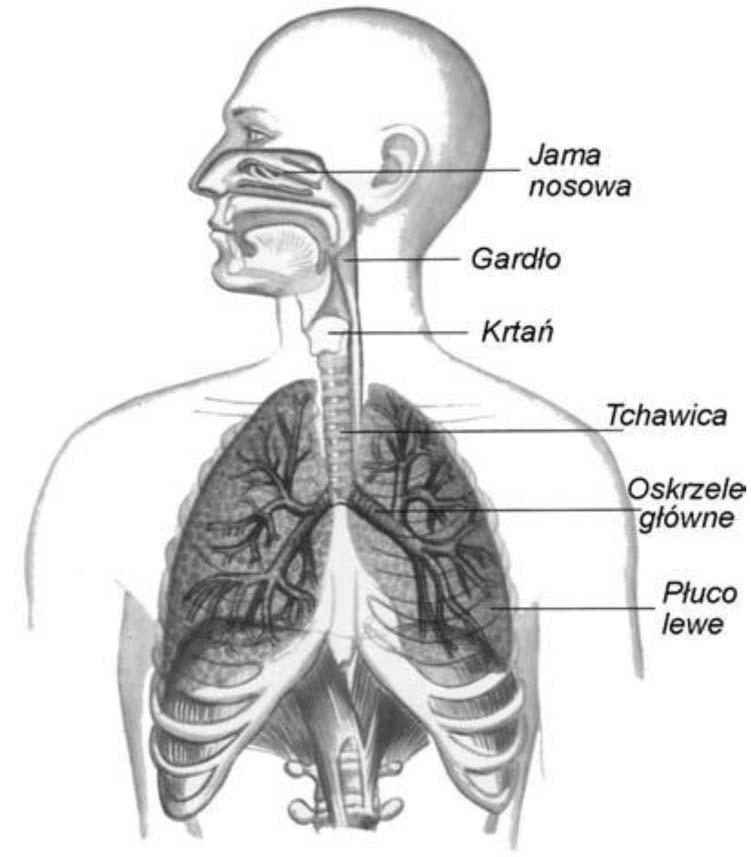 Jama
nosowa
Gardło
Krtań
Tchawica
Oskrzele
główne
Płuco
lewe